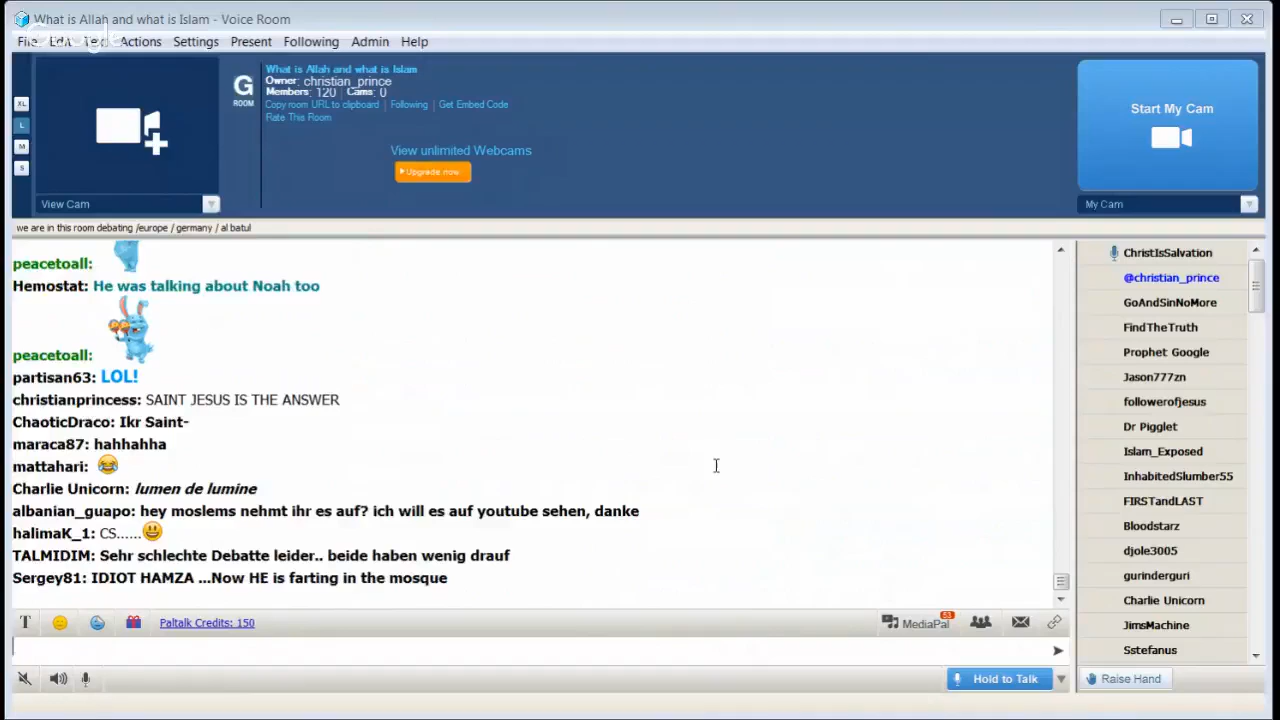 What is Allah and what is Islam - Voice Room
Google
File Edit Text Actions Settings Present Following Admin Help
What is Allah and what is Islam
Owner: christian_prince
Members: 120 Cams: 0
Copy room URL to clipboard | Following | Get Embed Code
Rate This Room
G
ROOM
XL
L
M
S
View unlimited Webcams
Upgrade now
Start My Cam
View Cam
My Cam
we are in this room debating /europe / germany / al batul
peacetoall:
Hemostat: He was talking about Noah too
peacetoall:
partisan63: LOL!
christianprincess: SAINT JESUS IS THE ANSWER
ChaoticDraco: Ikr Saint-
maraca87: hahhahha
mattahari:
Charlie Unicorn: lumen de lumine
albanian_guapo: hey moslems nehmt ihr es auf? ich will es auf youtube sehen, danke
halimaK_1: CS......
TALMIDIM: Sehr schlechte Debatte leider.. beide haben wenig drauf
Sergey81: IDIOT HAMZA ...Now HE is farting in the mosque
ChristIsSalvation
@christian_prince
GoAndSinNoMore
FindTheTruth
Prophet Google
Jason777zn
followerofjesus
Dr Pigglet
Islam_Exposed
InhabitedSlumber55
FIRSTandLAST
Bloodstarz
djole3005
gurinderguri
Charlie Unicorn
JimsMachine
Sstefanus
T
Paltalk Credits: 150
MediaPal
53
Hold to Talk
Raise Hand